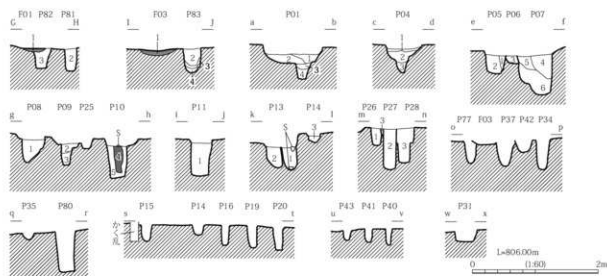 F01 P82 P81
G H
1
3 2
F03 P83
I J
1
2
3
4
P01
a b
1
2
3
4
P04
c d
1
2
P05 P06 P07
e f
2 5 4
6
P08 P09 P25 P10
g h
S
1 2
3
P11
i j
1
P13 P14
k l
S 3
2 1
P26 P27 P28
m n
3
1 2 3
P77 F03 P37 P42 P34
o p
P35 P80
q r
P15 P14 P16 P19 P20
s t
かく乱
P43 P41 P40
u v
P31
w x
L=806.00m
0 (1:60) 2m